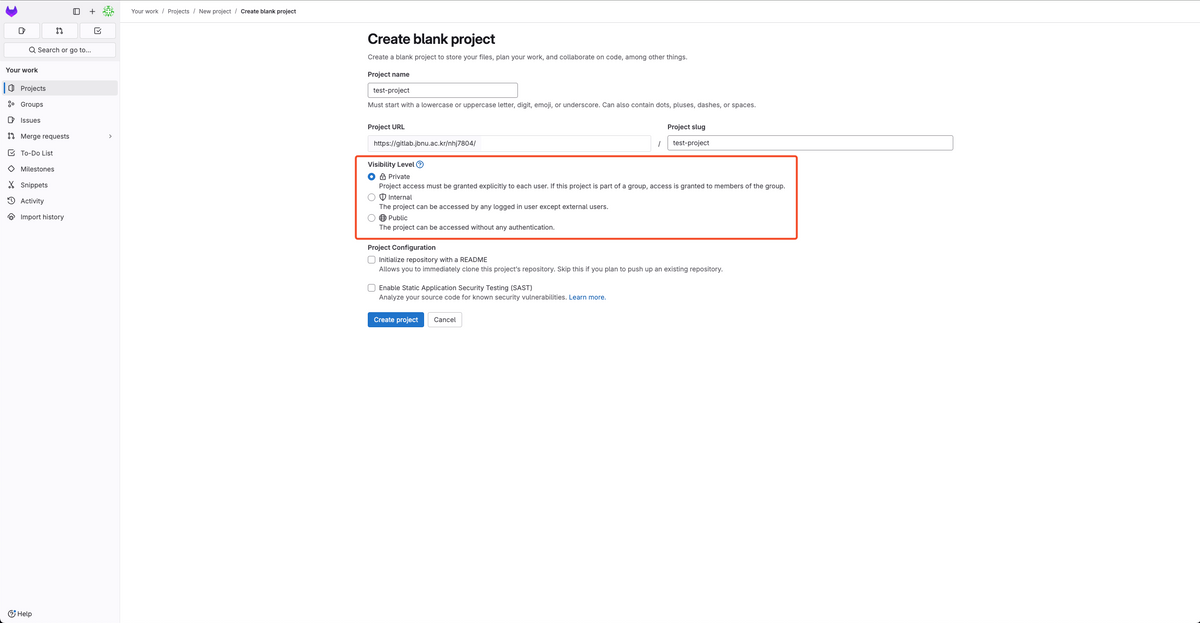 Your work / Projects / New project / Create blank project
Search or go to...
Your work
Projects
Groups
Issues
Merge requests
To-Do List
Milestones
Snippets
Activity
Import history
Help
Create blank project
Create a blank project to store your files, plan your work, and collaborate on code, among other things.
Project name
test-project
Must start with a lowercase or uppercase letter, digit, emoji, or underscore. Can also contain dots, pluses, dashes, or spaces.
Project URL
https://gitlab.jbnu.ac.kr/nhj7804/
/
Project slug
test-project
Visibility Level
Private
Project access must be granted explicitly to each user. If this project is part of a group, access is granted to members of the group.
Internal
The project can be accessed by any logged in user except external users.
Public
The project can be accessed without any authentication.
Project Configuration
Initialize repository with a README
Allows you to immediately clone this project's repository. Skip this if you plan to push up an existing repository.
Enable Static Application Security Testing (SAST)
Analyze your source code for known security vulnerabilities. Learn more.
Create project
Cancel